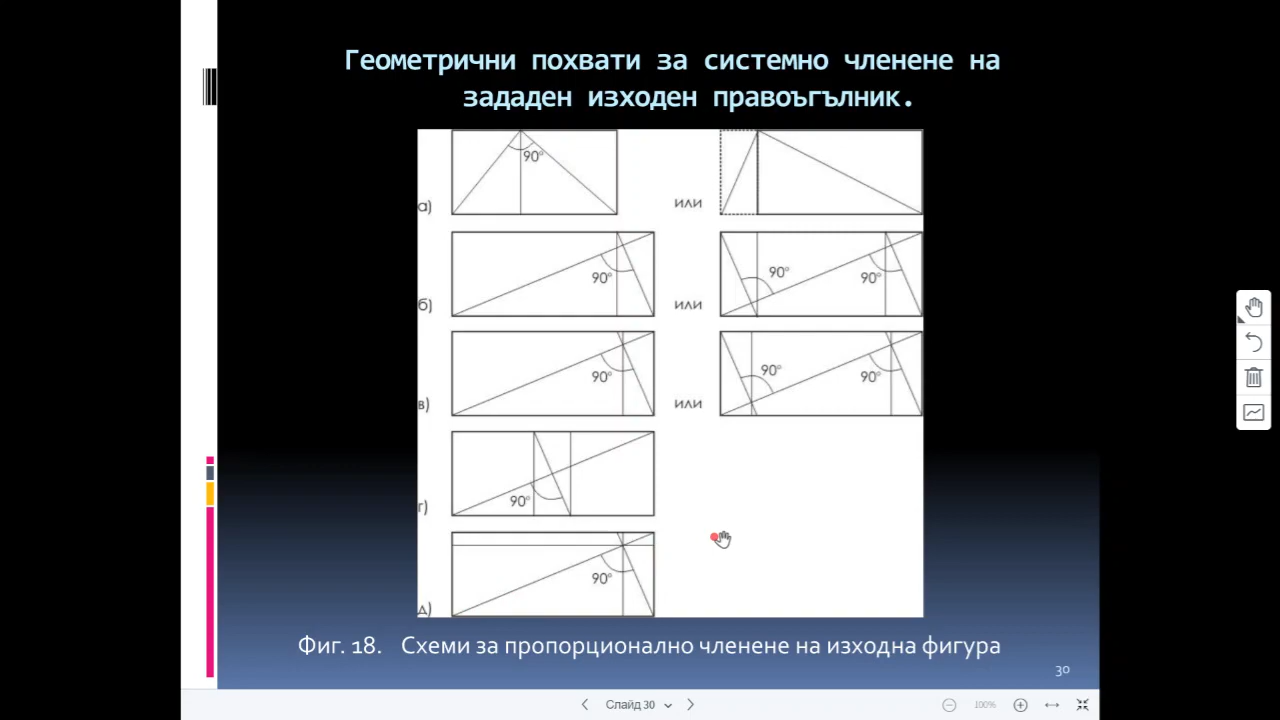 Геометрични похвати за системно членене на
зададен изходен правоъгълник.
90°
а)
или
90°
90°
90°
б)
или
90°
90°
90°
в)
или
90°
г)
90°
д)
Фиг. 18. Схеми за пропорционално членене на изходна фигура
30
Слайд 30
100%